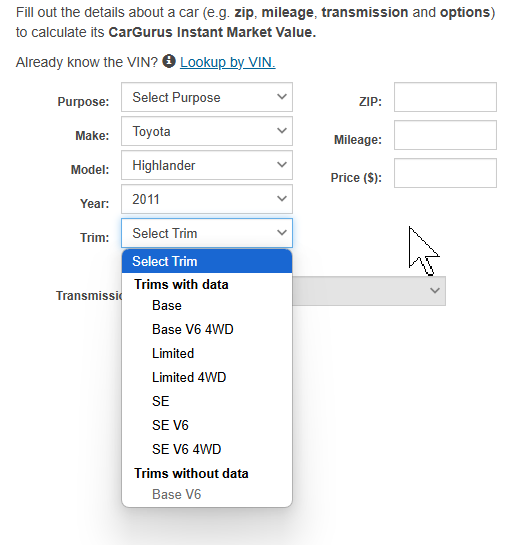 Fill out the details about a car (e.g. zip, mileage, transmission and options)
to calculate its CarGurus Instant Market Value.
Already know the VIN? Lookup by VIN.
Purpose: Select Purpose
ZIP:
Make: Toyota
Mileage:
Model: Highlander
Price ($):
Year: 2011
Trim: Select Trim
Select Trim
Trims with data
Transmissic
Base
Base V6 4WD
Limited
Limited 4WD
SE
SE V6
SE V6 4WD
Trims without data
Base V6